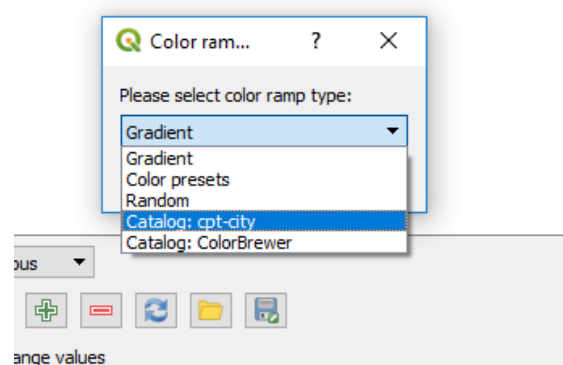 Color ram... ?
Please select color ramp type:
Gradient
Gradient
Color presets
Random
Catalog: cpt-city
Catalog: ColorBrewer
ous
ange values